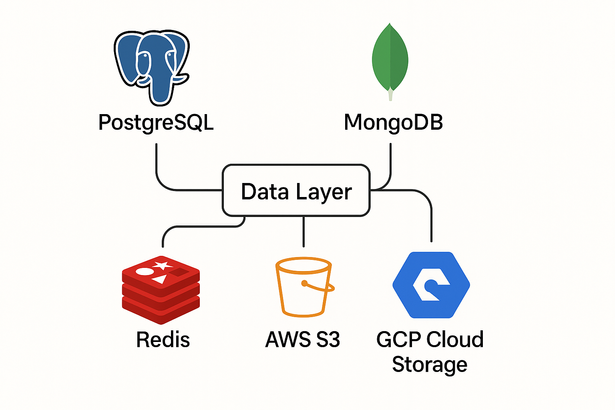 PostgreSQL
MongoDB
Data Layer
Redis
AWS S3
GCP Cloud
Storage